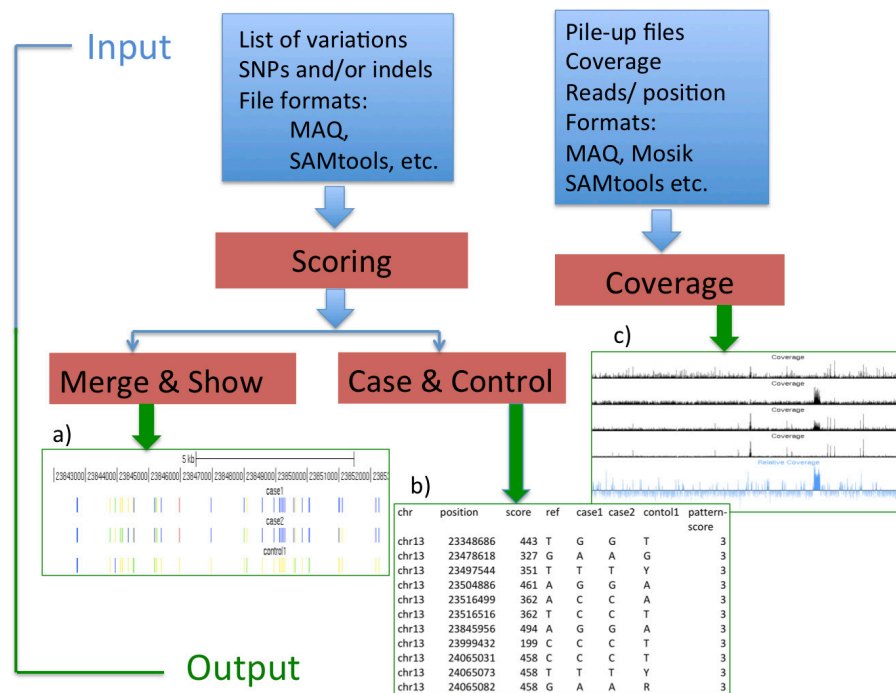 Input
List of variations
SNPs and/or indels
File formats:
MAQ,
SAMtools, etc.
Pile-up files
Coverage
Reads/ position
Formats:
MAQ, Mosik
SAMtools etc.
Scoring
Coverage
Merge & Show
Case & Control
a)
5 kb
23843000| 23844000| 23845000| 23846000| 23847000| 23848000| 23849000| 23850000| 23851000| 23852000|
case1
case2
control1
b)
chr position score ref case1 case2 contol1 pattern-
score
chr13 23348686 443 T G G T 3
chr13 23478618 327 G A A G 3
chr13 23497544 351 T T T Y 3
chr13 23504886 461 A G G A 3
chr13 23516499 362 A C C A 3
chr13 23516516 362 T C C T 3
chr13 23845956 494 A G G A 3
chr13 23999432 199 C C C T 3
chr13 24065031 458 C C C T 3
chr13 24065073 458 T T T Y 3
chr13 24065082 458 G A A R 3
c)
Coverage
Coverage
Coverage
Coverage
Relative Coverage
Output